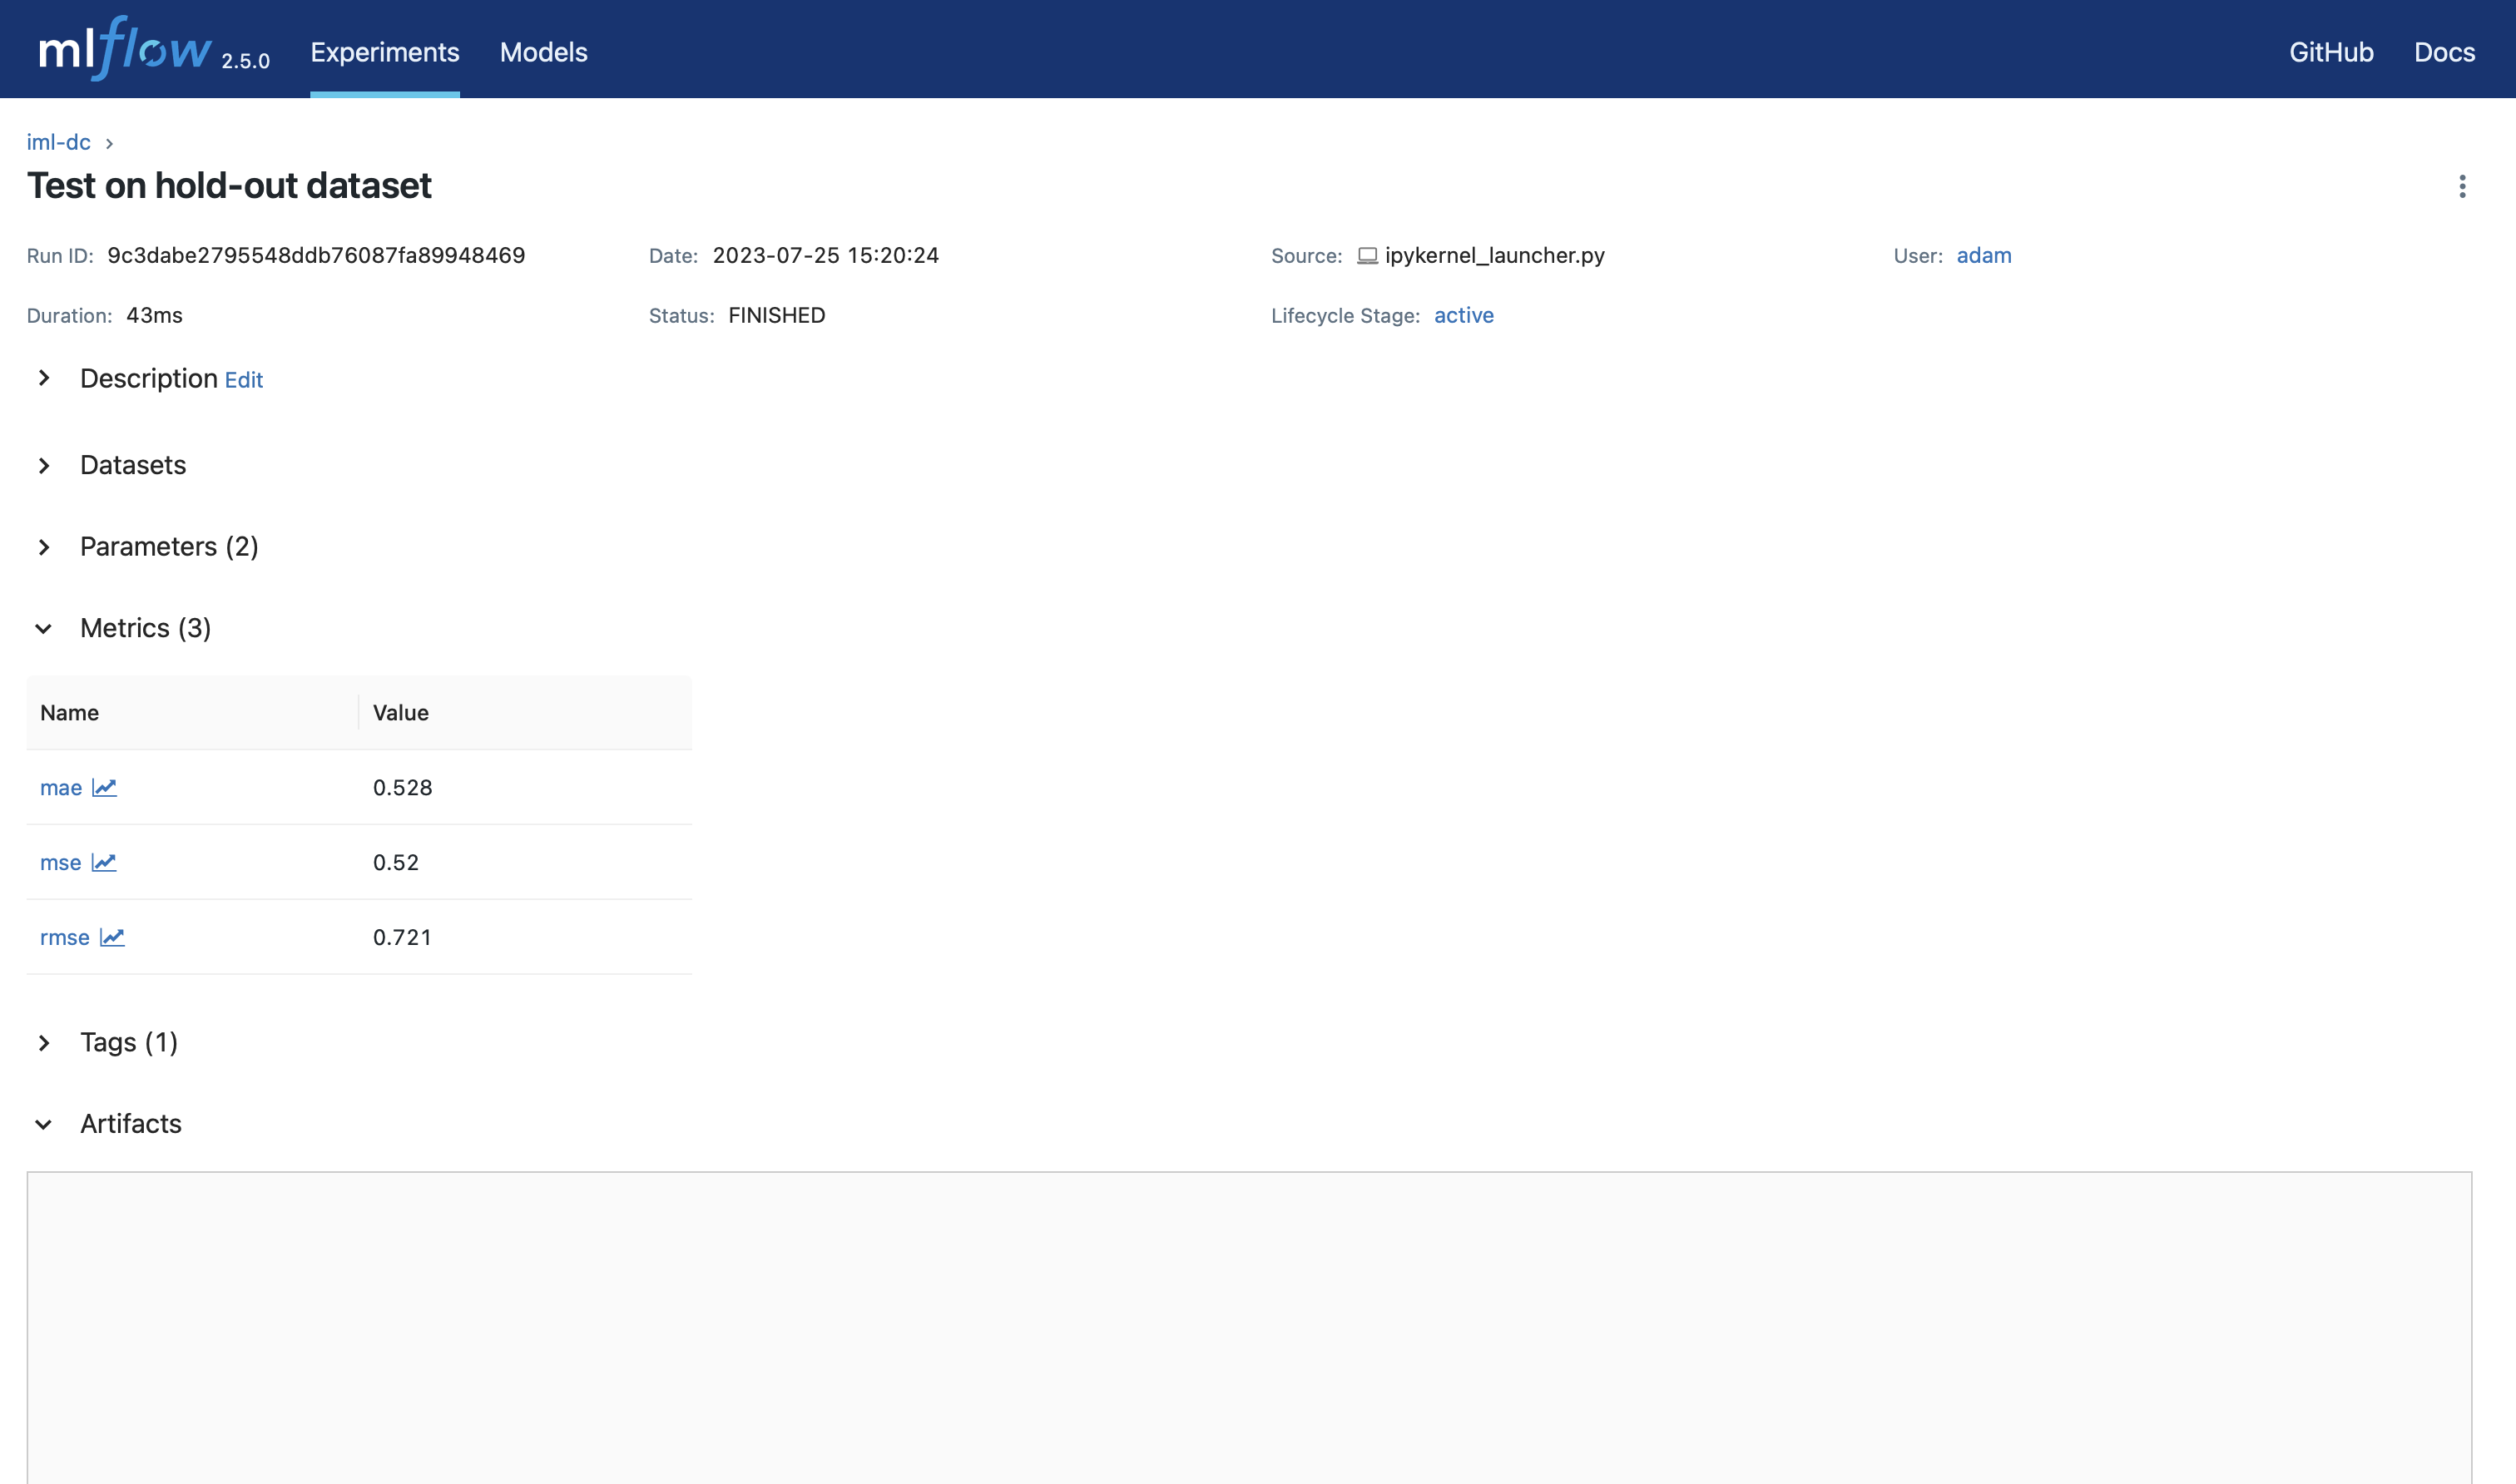 mlflow 2.5.0 Experiments Models GitHub Docs
iml-dc
Test on hold-out dataset
Run ID: 9c3dabe2795548ddb76087fa89948469 Date: 2023-07-25 15:20:24 Source: ipykernel_launcher.py User: adam
Duration: 43ms Status: FINISHED Lifecycle Stage: active
Description Edit
Datasets
Parameters (2)
Metrics (3)
Name Value
mae 0.528
mse 0.52
rmse 0.721
Tags (1)
Artifacts